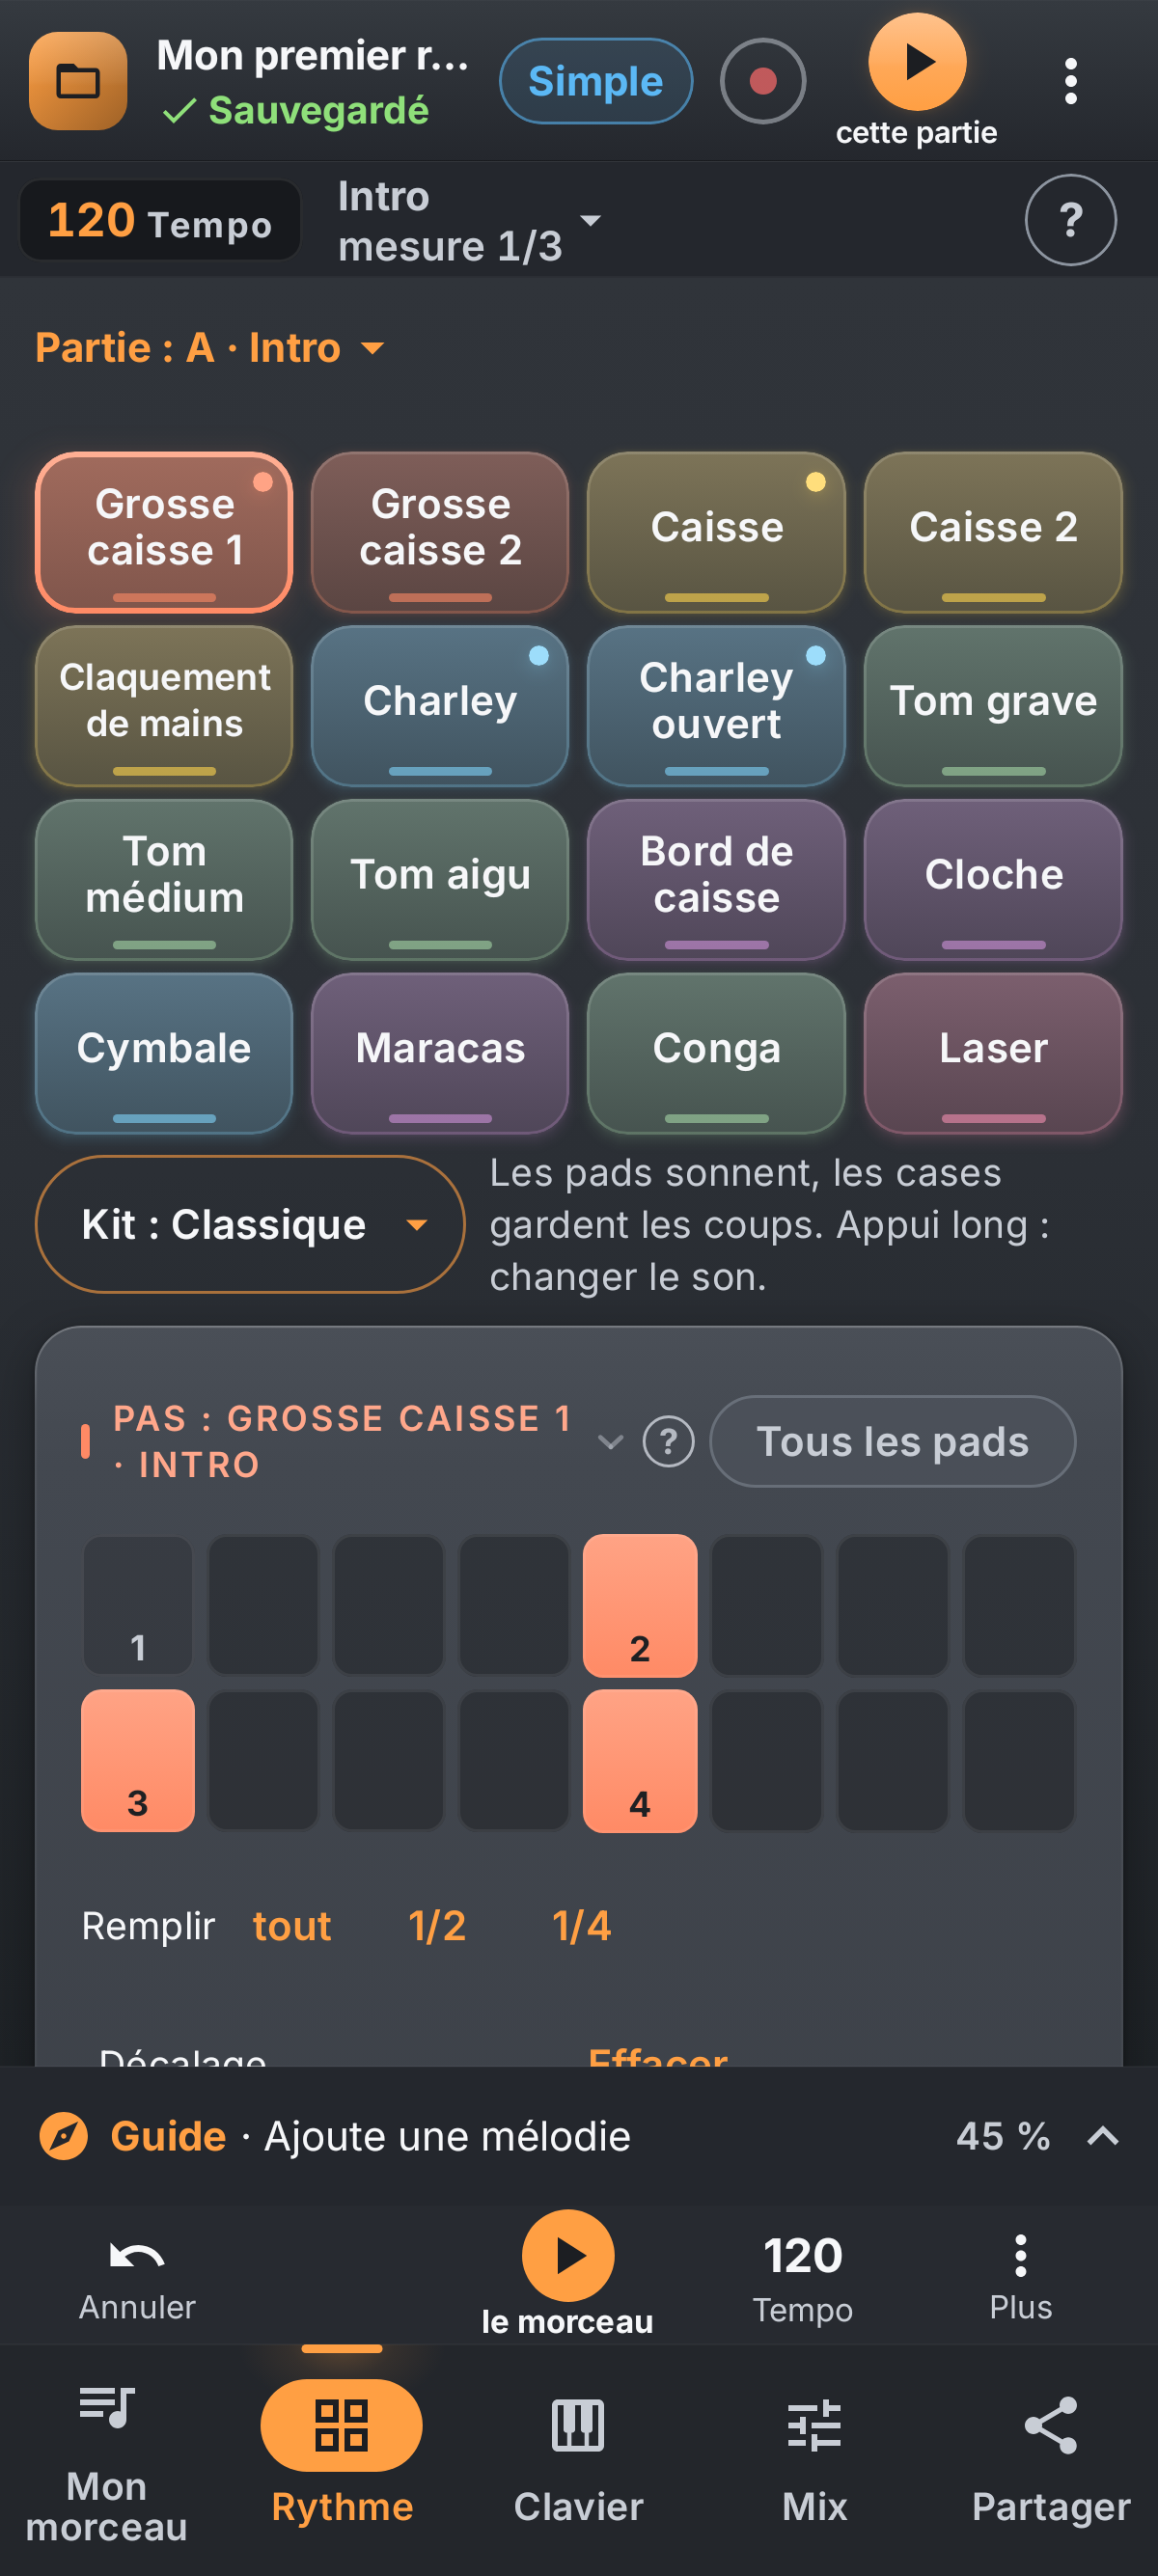 Mon premier r...
Sauvegardé
Simple
cette partie
120 Tempo
Intro
mesure 1/3
?
Partie : A · Intro
Grosse
caisse 1
Grosse
caisse 2
Caisse
Caisse 2
Claquement
de mains
Charley
Charley
ouvert
Tom grave
Tom
médium
Tom aigu
Bord de
caisse
Cloche
Cymbale
Maracas
Conga
Laser
Kit : Classique
Les pads sonnent, les cases
gardent les coups. Appui long :
changer le son.
PAS : GROSSE CAISSE 1
· INTRO
?
Tous les pads
1
2
3
4
Remplir tout 1/2 1/4
Décalage Effacer
Guide · Ajoute une mélodie 45 %
Annuler
le morceau
120
Tempo
Plus
Mon
morceau
Rythme
Clavier
Mix
Partager